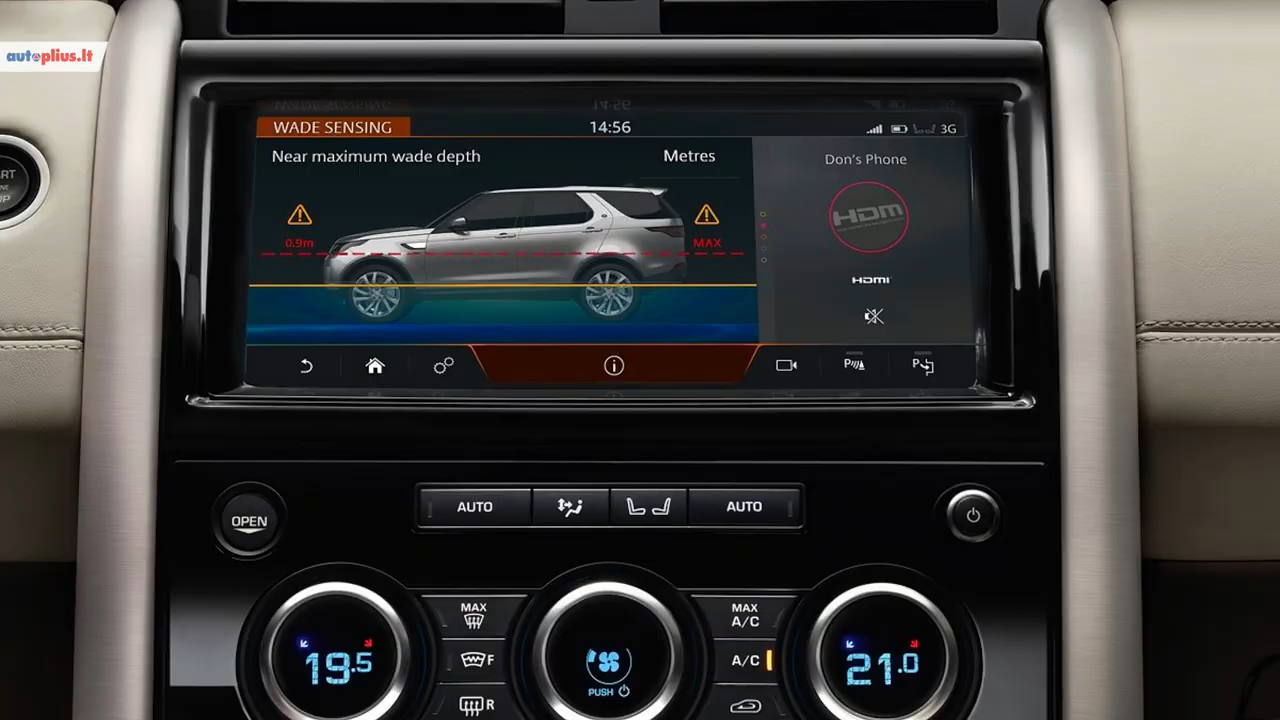 autoplius.lt
WADE SENSING
14:56
3G
Near maximum wade depth
Metres
Don's Phone
0.9m
MAX
HDMI
HDMI
OPEN
AUTO
AUTO
MAX
MAX
A/C
19.5
F
PUSH
A/C
21.0
R